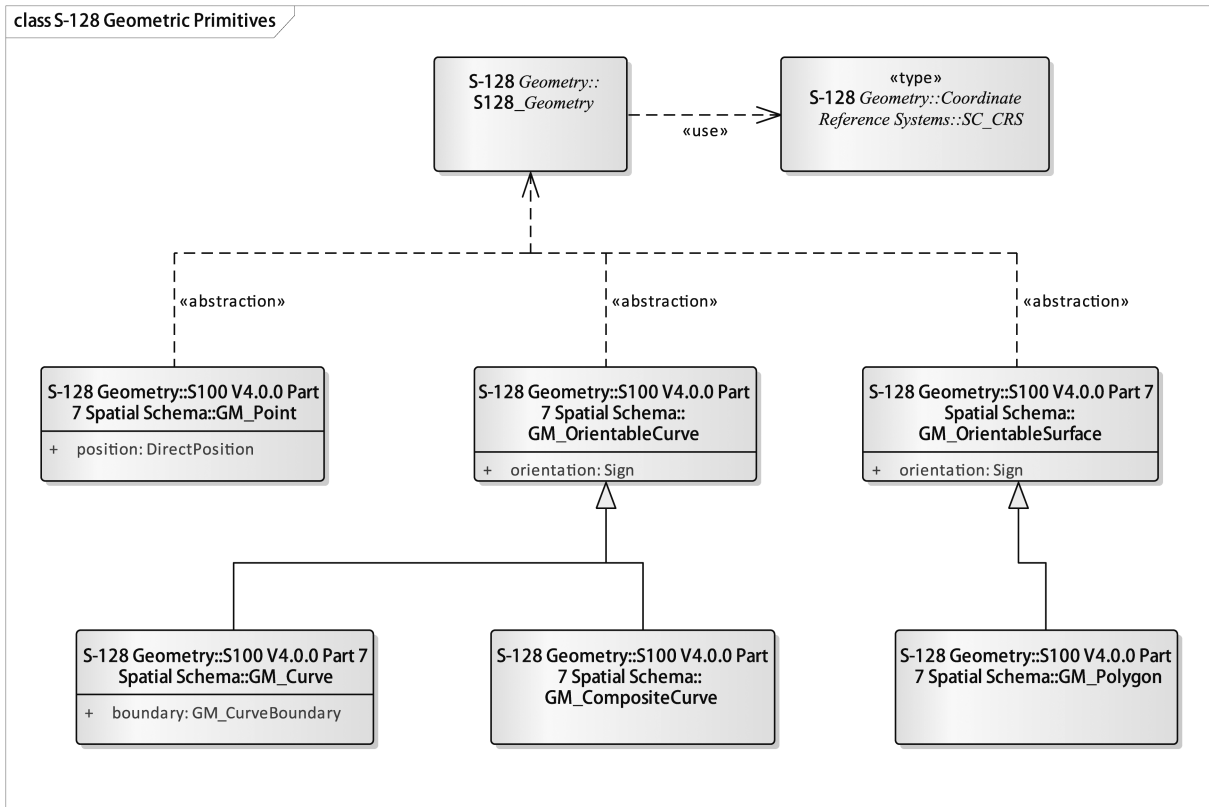 class S-128 Geometric Primitives
S-128 Geometry::
S128_Geometry
«type»
S-128 Geometry::Coordinate
Reference Systems::SC_CRS
«use»
«abstraction»
«abstraction»
«abstraction»
S-128 Geometry::S100 V4.0.0 Part
7 Spatial Schema::GM_Point
+ position: DirectPosition
S-128 Geometry::S100 V4.0.0 Part
7 Spatial Schema::
GM_OrientableCurve
+ orientation: Sign
S-128 Geometry::S100 V4.0.0 Part 7
Spatial Schema::
GM_OrientableSurface
+ orientation: Sign
S-128 Geometry::S100 V4.0.0 Part 7
Spatial Schema::GM_Curve
+ boundary: GM_CurveBoundary
S-128 Geometry::S100 V4.0.0 Part
7 Spatial Schema::
GM_CompositeCurve
S-128 Geometry::S100 V4.0.0 Part
7 Spatial Schema::GM_Polygon